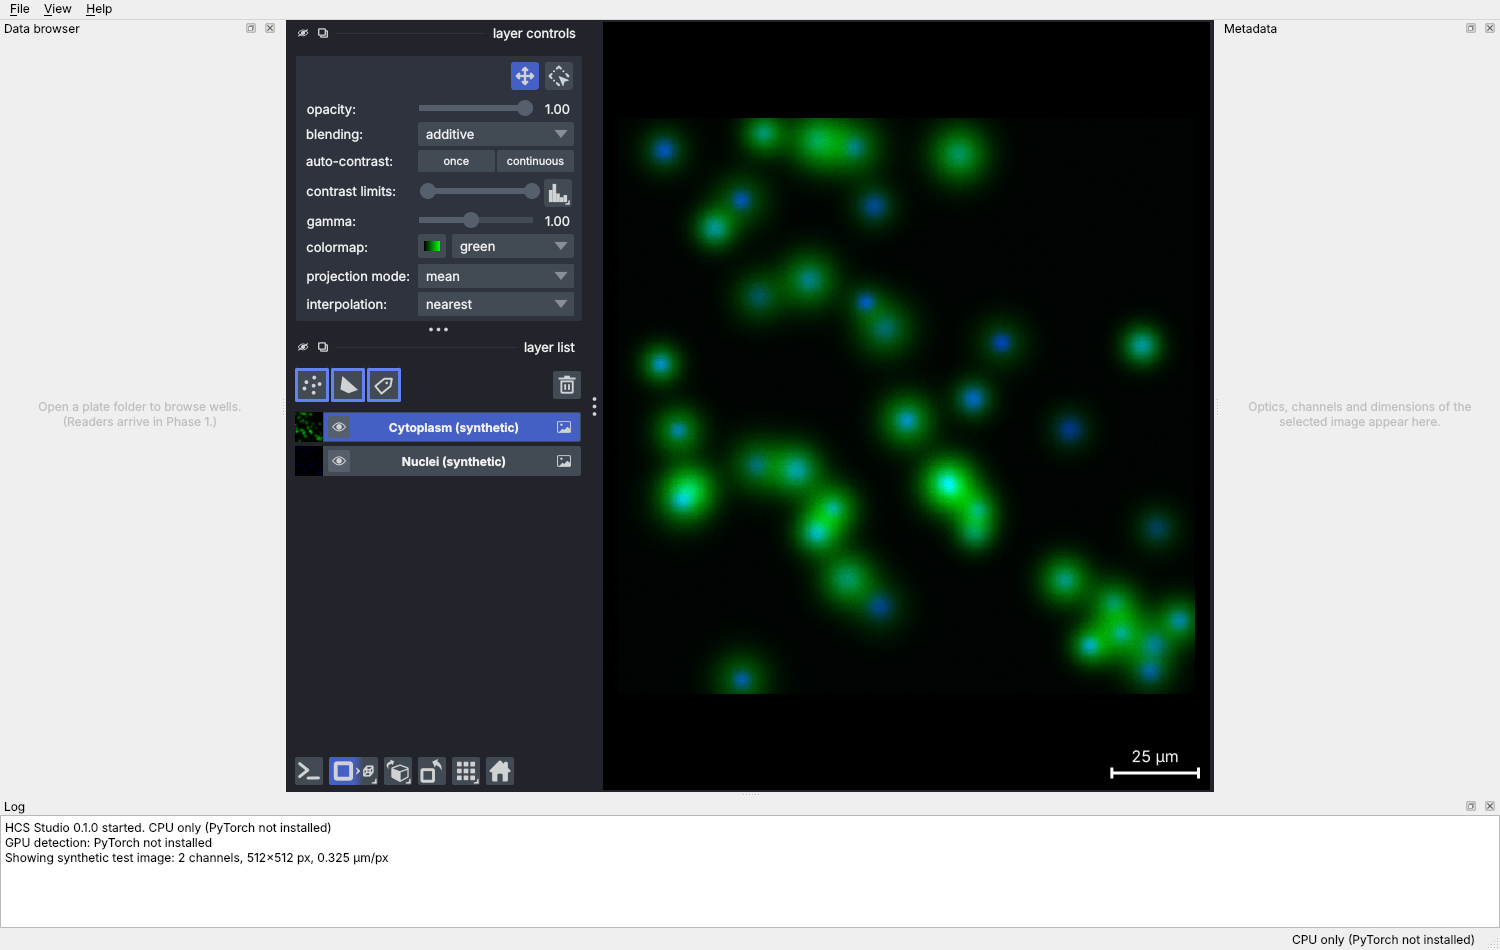 File View Help
Data browser
Open a plate folder to browse wells.
(Readers arrive in Phase 1.)
layer controls
opacity: 1.00
blending: additive
auto-contrast: once continuous
contrast limits:
gamma: 1.00
colormap: green
projection mode: mean
interpolation: nearest
layer list
Cytoplasm (synthetic)
Nuclei (synthetic)
25 µm
Metadata
Optics, channels and dimensions of the
selected image appear here.
Log
HCS Studio 0.1.0 started. CPU only (PyTorch not installed)
GPU detection: PyTorch not installed
Showing synthetic test image: 2 channels, 512×512 px, 0.325 µm/px
CPU only (PyTorch not installed)